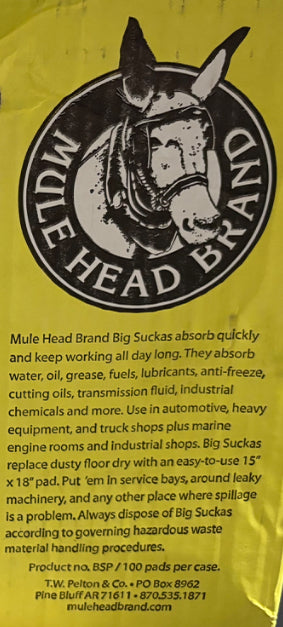 MULE HEAD BRAND
Mule Head Brand Big Suckas absorb quickly
and keep working all day long. They absorb
water, oil, grease, fuels, lubricants, anti-freeze,
cutting oils, transmission fluid, industrial
chemicals and more. Use in automotive, heavy
equipment, and truck shops plus marine
engine rooms and industrial shops. Big Suckas
replace dusty floor dry with an easy-to-use 15"
x 18" pad. Put 'em in service bays, around leaky
machinery, and any other place where spillage
is a problem. Always dispose of Big Suckas
according to governing hazardous waste
material handling procedures.
Product no. BSP / 100 pads per case.
T.W. Pelton & Co. • PO Box 8962
Pine Bluff AR 71611 • 870.535.1871
muleheadbrand.com